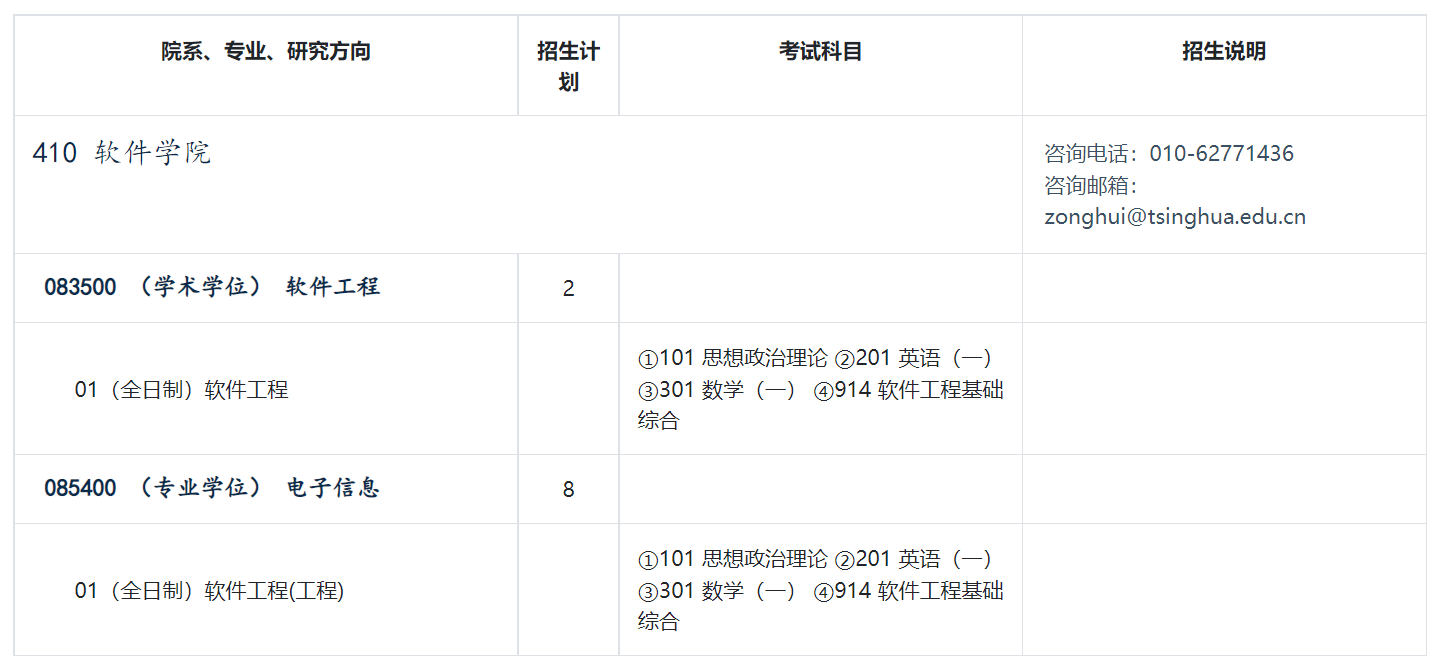 院系、专业、研究方向
招生计
划
考试科目
招生说明
410 软件学院
咨询电话：010-62771436
咨询邮箱：
zonghui@tsinghua.edu.cn
083500 （学术学位） 软件工程
2
01（全日制）软件工程
①101 思想政治理论 ②201 英语（一）
③301 数学（一） ④914 软件工程基础
综合
085400 （专业学位） 电子信息
8
01（全日制）软件工程(工程)
①101 思想政治理论 ②201 英语（一）
③301 数学（一） ④914 软件工程基础
综合